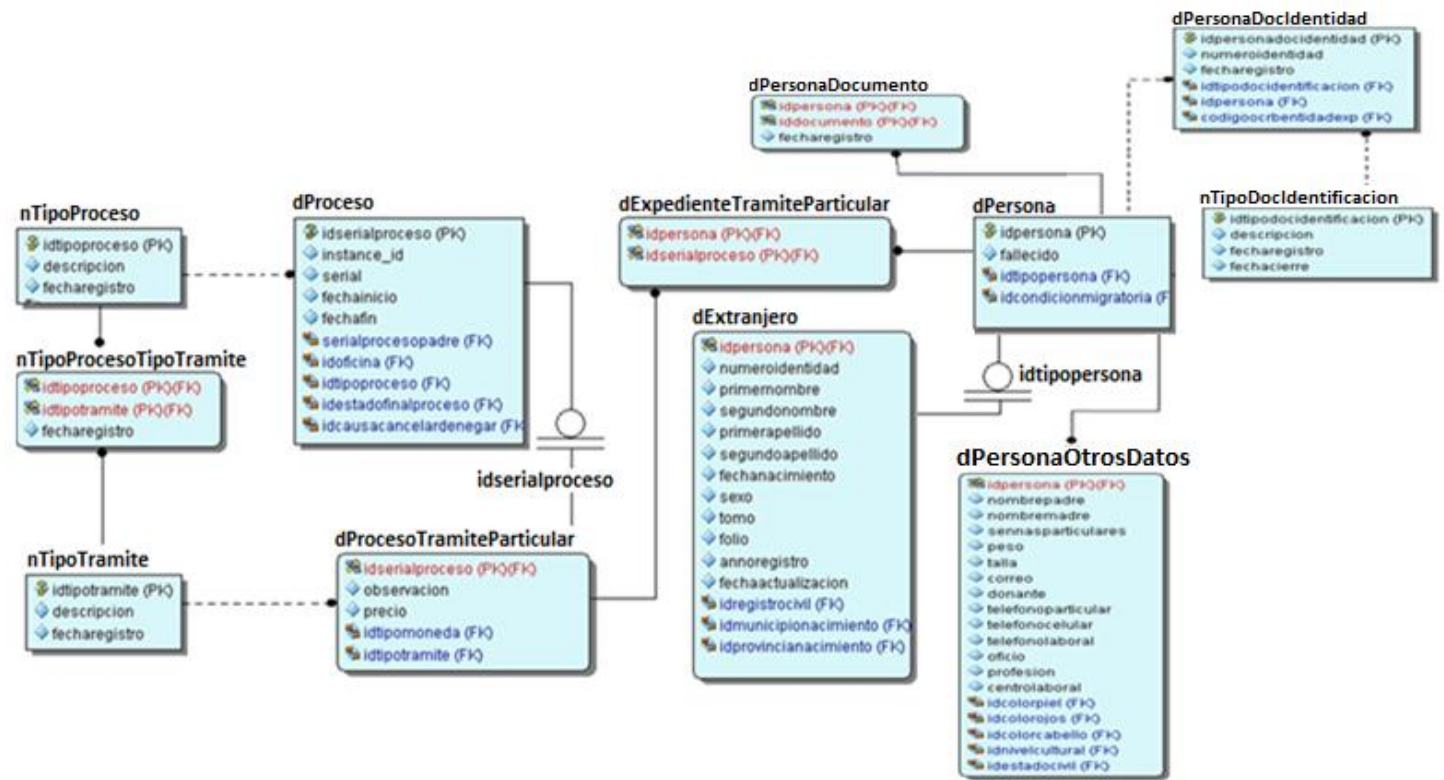 dPersonaDocIdentidad
idpersonadocidentidad (PK)
numeroidentidad
fecharegistro
idtipodocidentificacion (FK)
idpersona (FK)
codigoocrbentidadexp (FK)
dPersonaDocumento
idpersona (PK)(FK)
iddocumento (PK)(FK)
fecharegistro
nTipoProceso
idtipoproceso (PK)
descripcion
fecharegistro
dProceso
idserialproceso (PK)
instance_id
serial
fechainicio
fechafin
serialprocesopadre (FK)
idoficina (FK)
idtipoproceso (FK)
idestadofinalproceso (FK)
idcausacancelardenegar (FK
dExpedienteTramiteParticular
idpersona (PK)(FK)
idserialproceso (PK)(FK)
dPersona
idpersona (PK)
fallecido
idtipopersona (FK)
idcondicionmigratoria (F
nTipoDocIdentificacion
idtipodocidentificacion (PK)
descripcion
fecharegistro
fechacierre
nTipoProcesoTipoTramite
idtipoproceso (PK)(FK)
idtipotramite (PK)(FK)
fecharegistro
dExtranjero
idpersona (PK)(FK)
numeroidentidad
primernombre
segundonombre
primerapellido
segundoapellido
fechanacimiento
sexo
tomo
folio
annoregistro
fechaactualizacion
idregistrocivil (FK)
idmunicipionacimiento (FK)
idprovincianacimiento (FK)
idtipopersona
idserialproceso
dPersonaOtrosDatos
idpersona (PK)(FK)
nombrepadre
nombremadre
sennasparticulares
peso
talla
correo
donante
telefonoparticular
telefonocelular
telefonolaboral
oficio
profesion
centrolaboral
idcolorpiel (FK)
idcolorojos (FK)
idcolorcabello (FK)
idnivelcultural (FK)
idestadocivil (FK)
nTipoTramite
idtipotramite (PK)
descripcion
fecharegistro
dProcesoTramiteParticular
idserialproceso (PK)(FK)
observacion
precio
idtipomoneda (FK)
idtipotramite (FK)